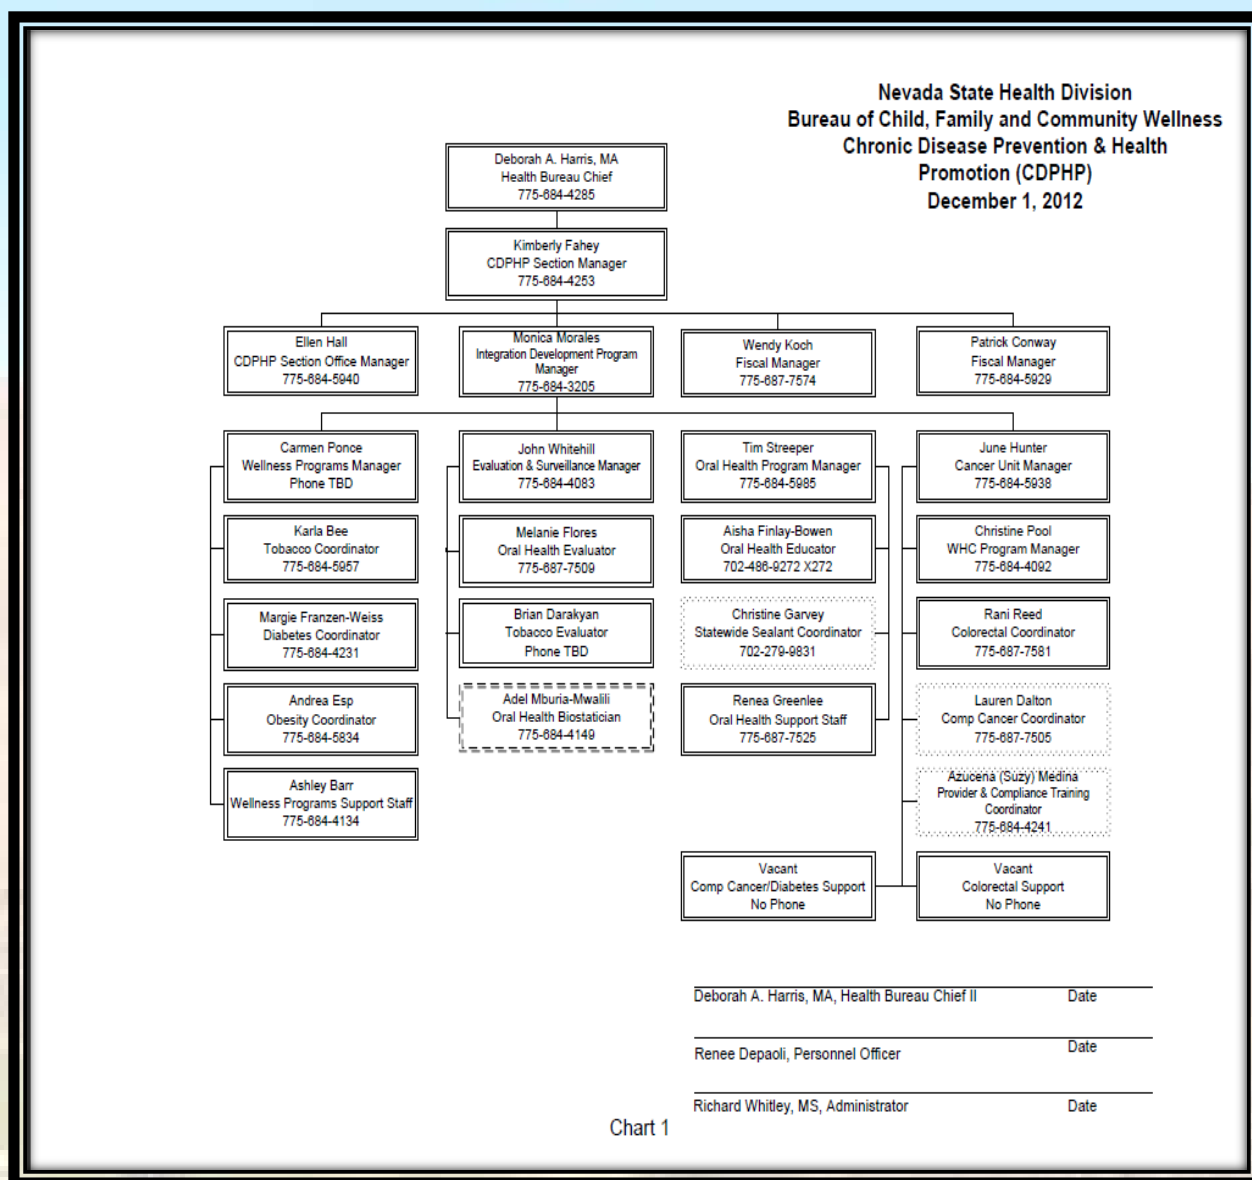 Nevada State Health Division
Bureau of Child, Family and Community Wellness
Chronic Disease Prevention & Health
Promotion (CDPHP)
December 1, 2012
Deborah A. Harris, MA
Health Bureau Chief
775-684-4285
Kimberly Fahey
CDPHP Section Manager
775-684-4253
Ellen Hall
CDPHP Section Office Manager
775-684-5940
Monica Morales
Integration Development Program
Manager
775-684-3205
Wendy Koch
Fiscal Manager
775-687-7574
Patrick Conway
Fiscal Manager
775-684-5929
Carmen Ponce
Wellness Programs Manager
Phone TBD
John Whitehill
Evaluation & Surveillance Manager
775-684-4083
Tim Streeper
Oral Health Program Manager
775-684-5985
June Hunter
Cancer Unit Manager
775-684-5938
Karla Bee
Tobacco Coordinator
775-684-5957
Melanie Flores
Oral Health Evaluator
775-687-7509
Aisha Finlay-Bowen
Oral Health Educator
702-486-9272 X272
Christine Pool
WHC Program Manager
775-684-4092
Margie Franzen-Weiss
Diabetes Coordinator
775-684-4231
Brian Darakyan
Tobacco Evaluator
Phone TBD
Christine Garvey
Statewide Sealant Coordinator
702-279-9831
Rani Reed
Colorectal Coordinator
775-687-7581
Andrea Esp
Obesity Coordinator
775-684-5834
Adel Mburia-Mwalili
Oral Health Biostatician
775-684-4149
Renea Greenlee
Oral Health Support Staff
775-687-7525
Lauren Dalton
Comp Cancer Coordinator
775-687-7505
Ashley Barr
Wellness Programs Support Staff
775-684-4134
Azucena (Suzy) Medina
Provider & Compliance Training
Coordinator
775-684-4241
Vacant
Comp Cancer/Diabetes Support
No Phone
Vacant
Colorectal Support
No Phone
Deborah A. Harris, MA, Health Bureau Chief II Date
Renee Depaoli, Personnel Officer Date
Richard Whitley, MS, Administrator Date
Chart 1